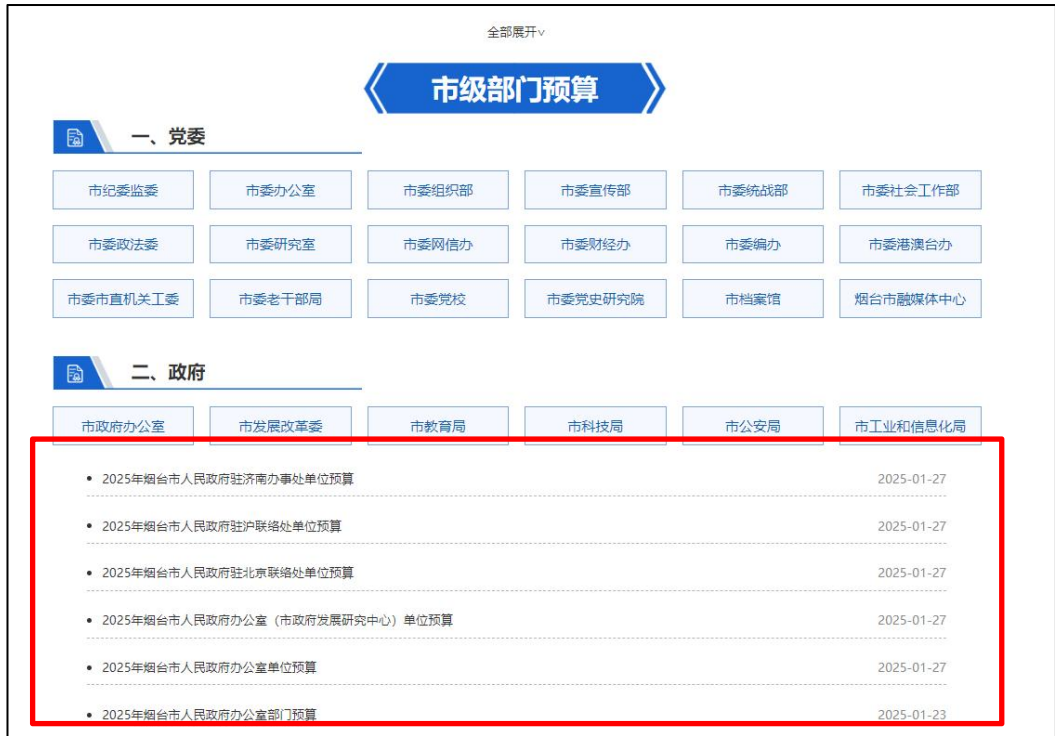 全部展开∨
市级部门预算
一、党委
市纪委监委 市委办公室 市委组织部 市委宣传部 市委统战部 市委社会工作部
市委政法委 市委研究室 市委网信办 市委财经办 市委编办 市委港澳台办
市委市直机关工委 市委老干部局 市委党校 市委党史研究院 市档案馆 烟台市融媒体中心
二、政府
市政府办公室 市发展改革委 市教育局 市科技局 市公安局 市工业和信息化局
• 2025年烟台市人民政府驻济南办事处单位预算 2025-01-27
• 2025年烟台市人民政府驻沪联络处单位预算 2025-01-27
• 2025年烟台市人民政府驻北京联络处单位预算 2025-01-27
• 2025年烟台市人民政府办公室（市政府发展研究中心）单位预算 2025-01-27
• 2025年烟台市人民政府办公室单位预算 2025-01-27
• 2025年烟台市人民政府办公室部门预算 2025-01-23